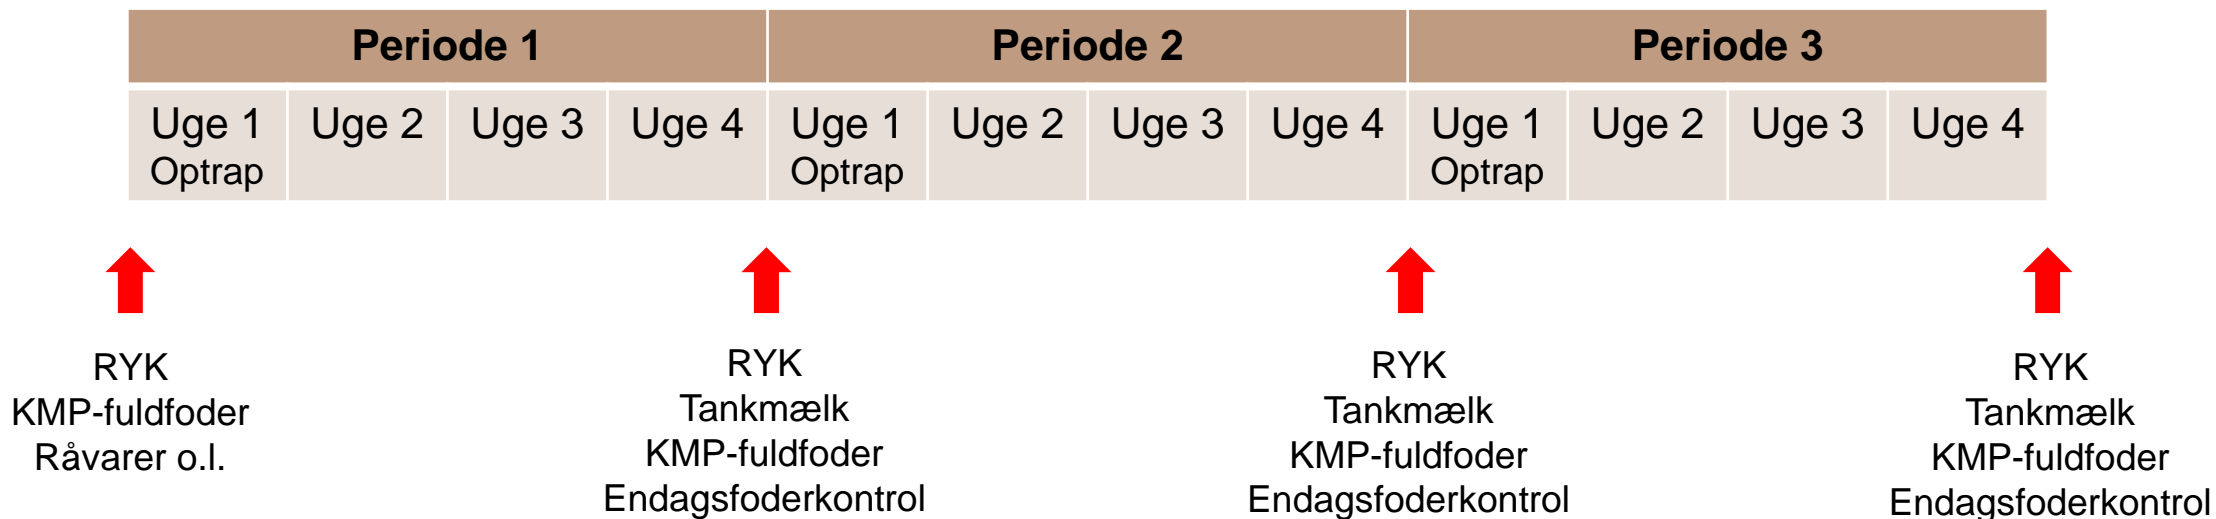 Periode 1 Periode 2 Periode 3
Uge 1 Uge 2 Uge 3 Uge 4 Uge 1 Uge 2 Uge 3 Uge 4 Uge 1 Uge 2 Uge 3 Uge 4
Optrap Optrap Optrap
RYK
KMP-fuldfoder
Råvarer o.l.
RYK
Tankmælk
KMP-fuldfoder
Endagsfoderkontrol
RYK
Tankmælk
KMP-fuldfoder
Endagsfoderkontrol
RYK
Tankmælk
KMP-fuldfoder
Endagsfoderkontrol